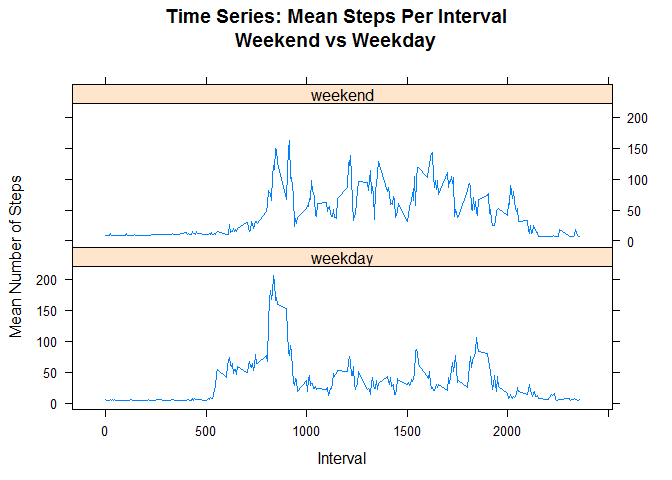 Time Series: Mean Steps Per Interval
Weekend vs Weekday
weekend
200
150
100
50
0
weekday
200
150
100
50
0
0 500 1000 1500 2000
Interval
Mean Number of Steps